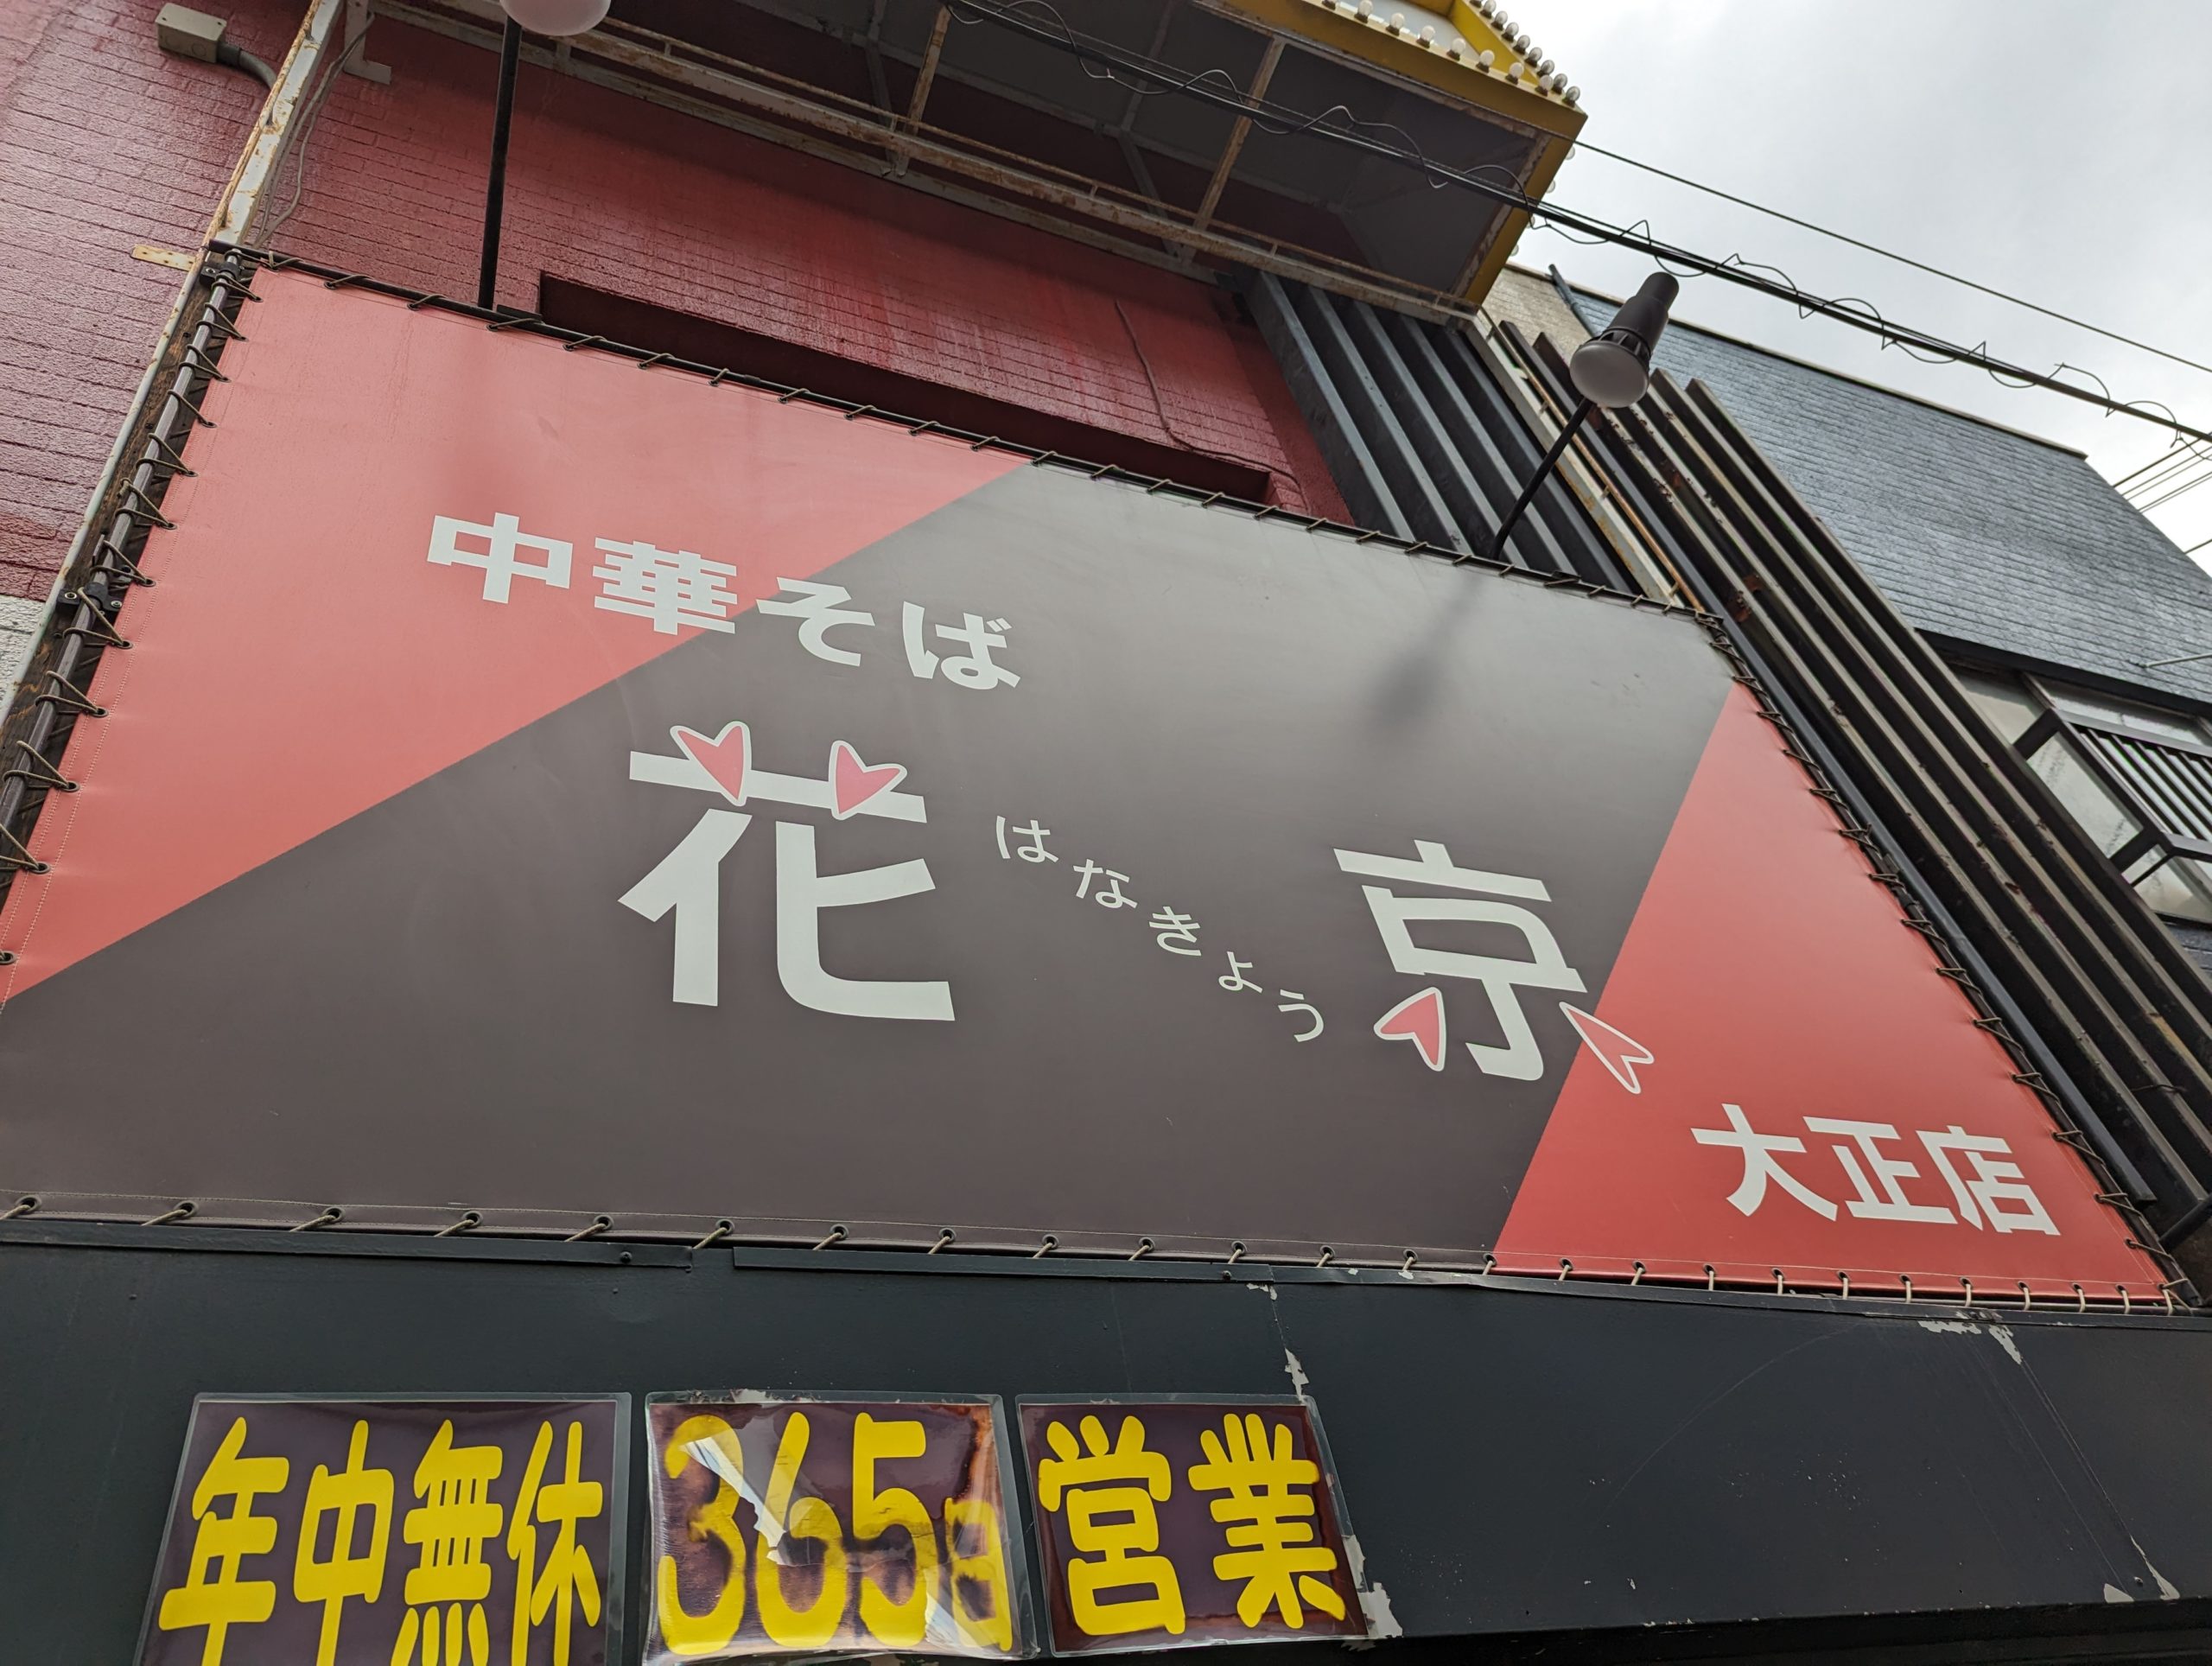 中華そば
花 はなきょう 京
大正店
年中無休 365日 営業